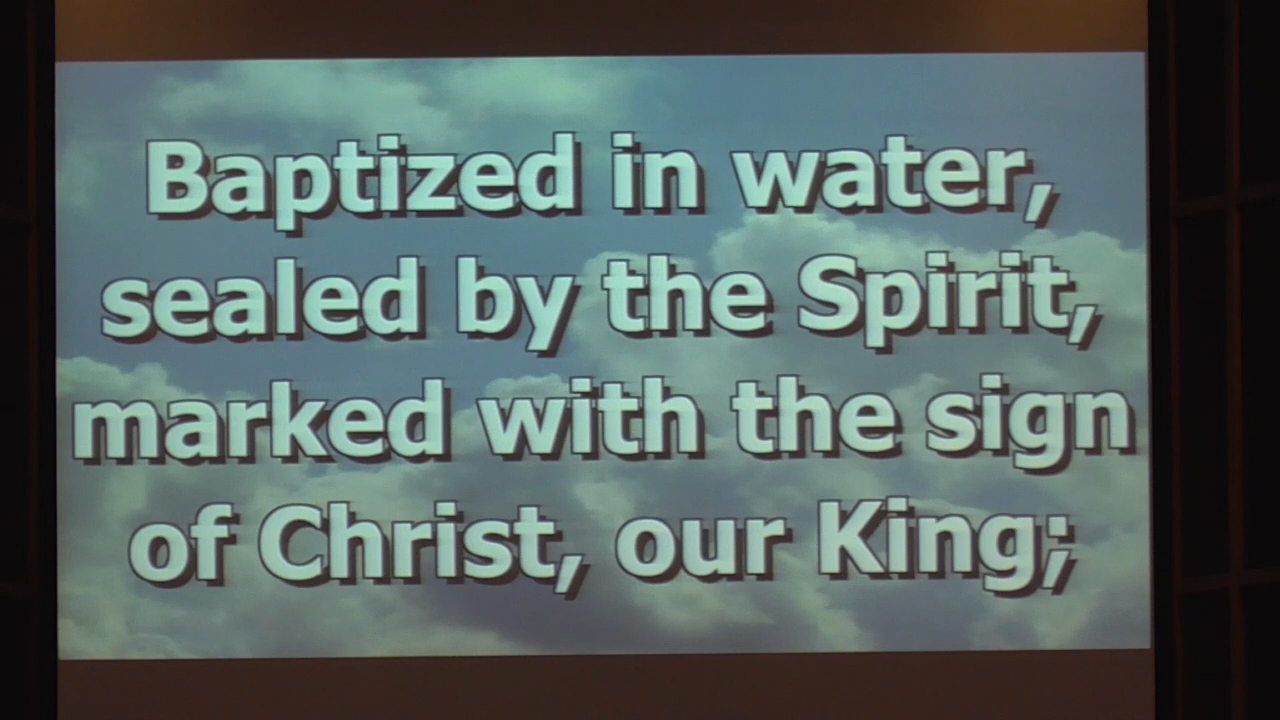 Baptized in water,
sealed by the Spirit,
marked with the sign
of Christ, our King;